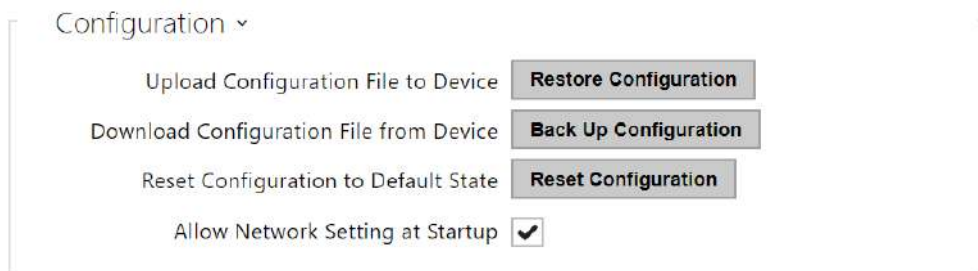 Configuration
Upload Configuration File to Device Restore Configuration
Download Configuration File from Device Back Up Configuration
Reset Configuration to Default State Reset Configuration
Allow Network Setting at Startup